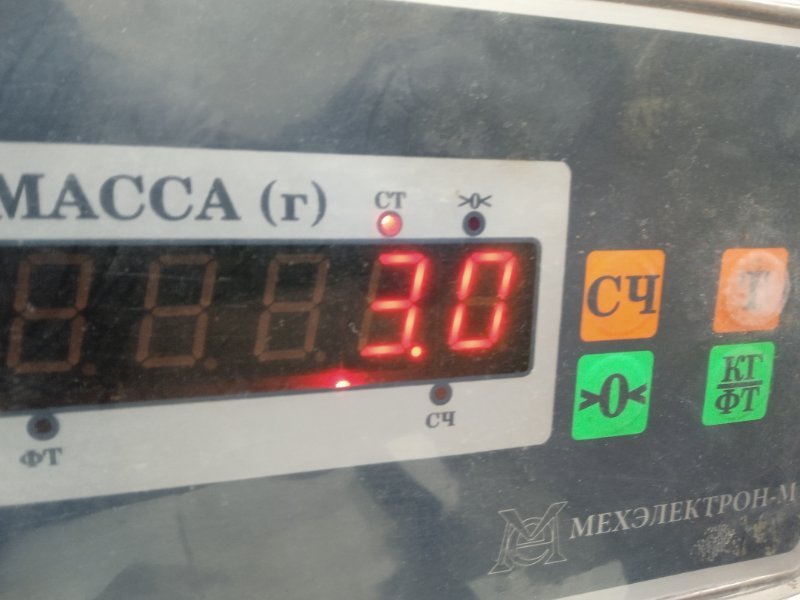 МАССА (г)
СТ
>0<
3.0
ФТ
СЧ
СЧ
Т
>0<
КГ
ФТ
МЕХЭЛЕКТРОН-М